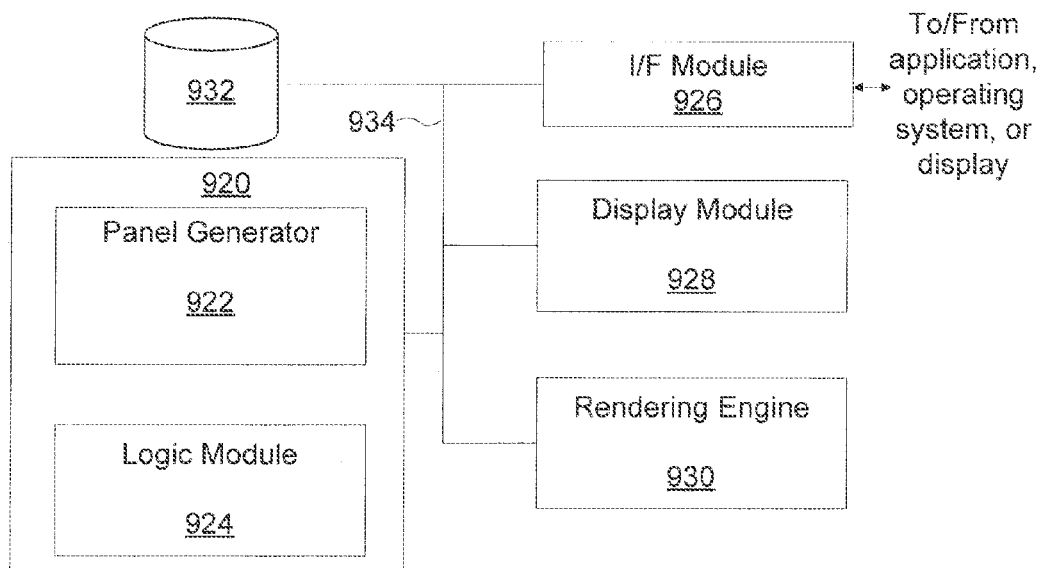 932
934
I/F Module
926
To/From
application,
operating
system, or
display
920
Panel Generator
922
Display Module
928
Logic Module
924
Rendering Engine
930